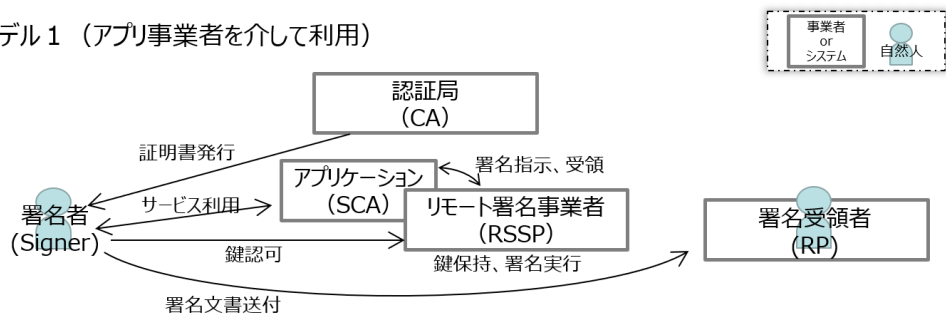 デル１（アプリ事業者を介して利用）
事業者
or
システム
自然人
認証局
（CA）
証明書発行
署名指示、受領
アプリケーション
（SCA）
サービス利用
リモート署名事業者
（RSSP）
署名者
(Signer)
署名受領者
(RP)
鍵認可
鍵保持、署名実行
署名文書送付